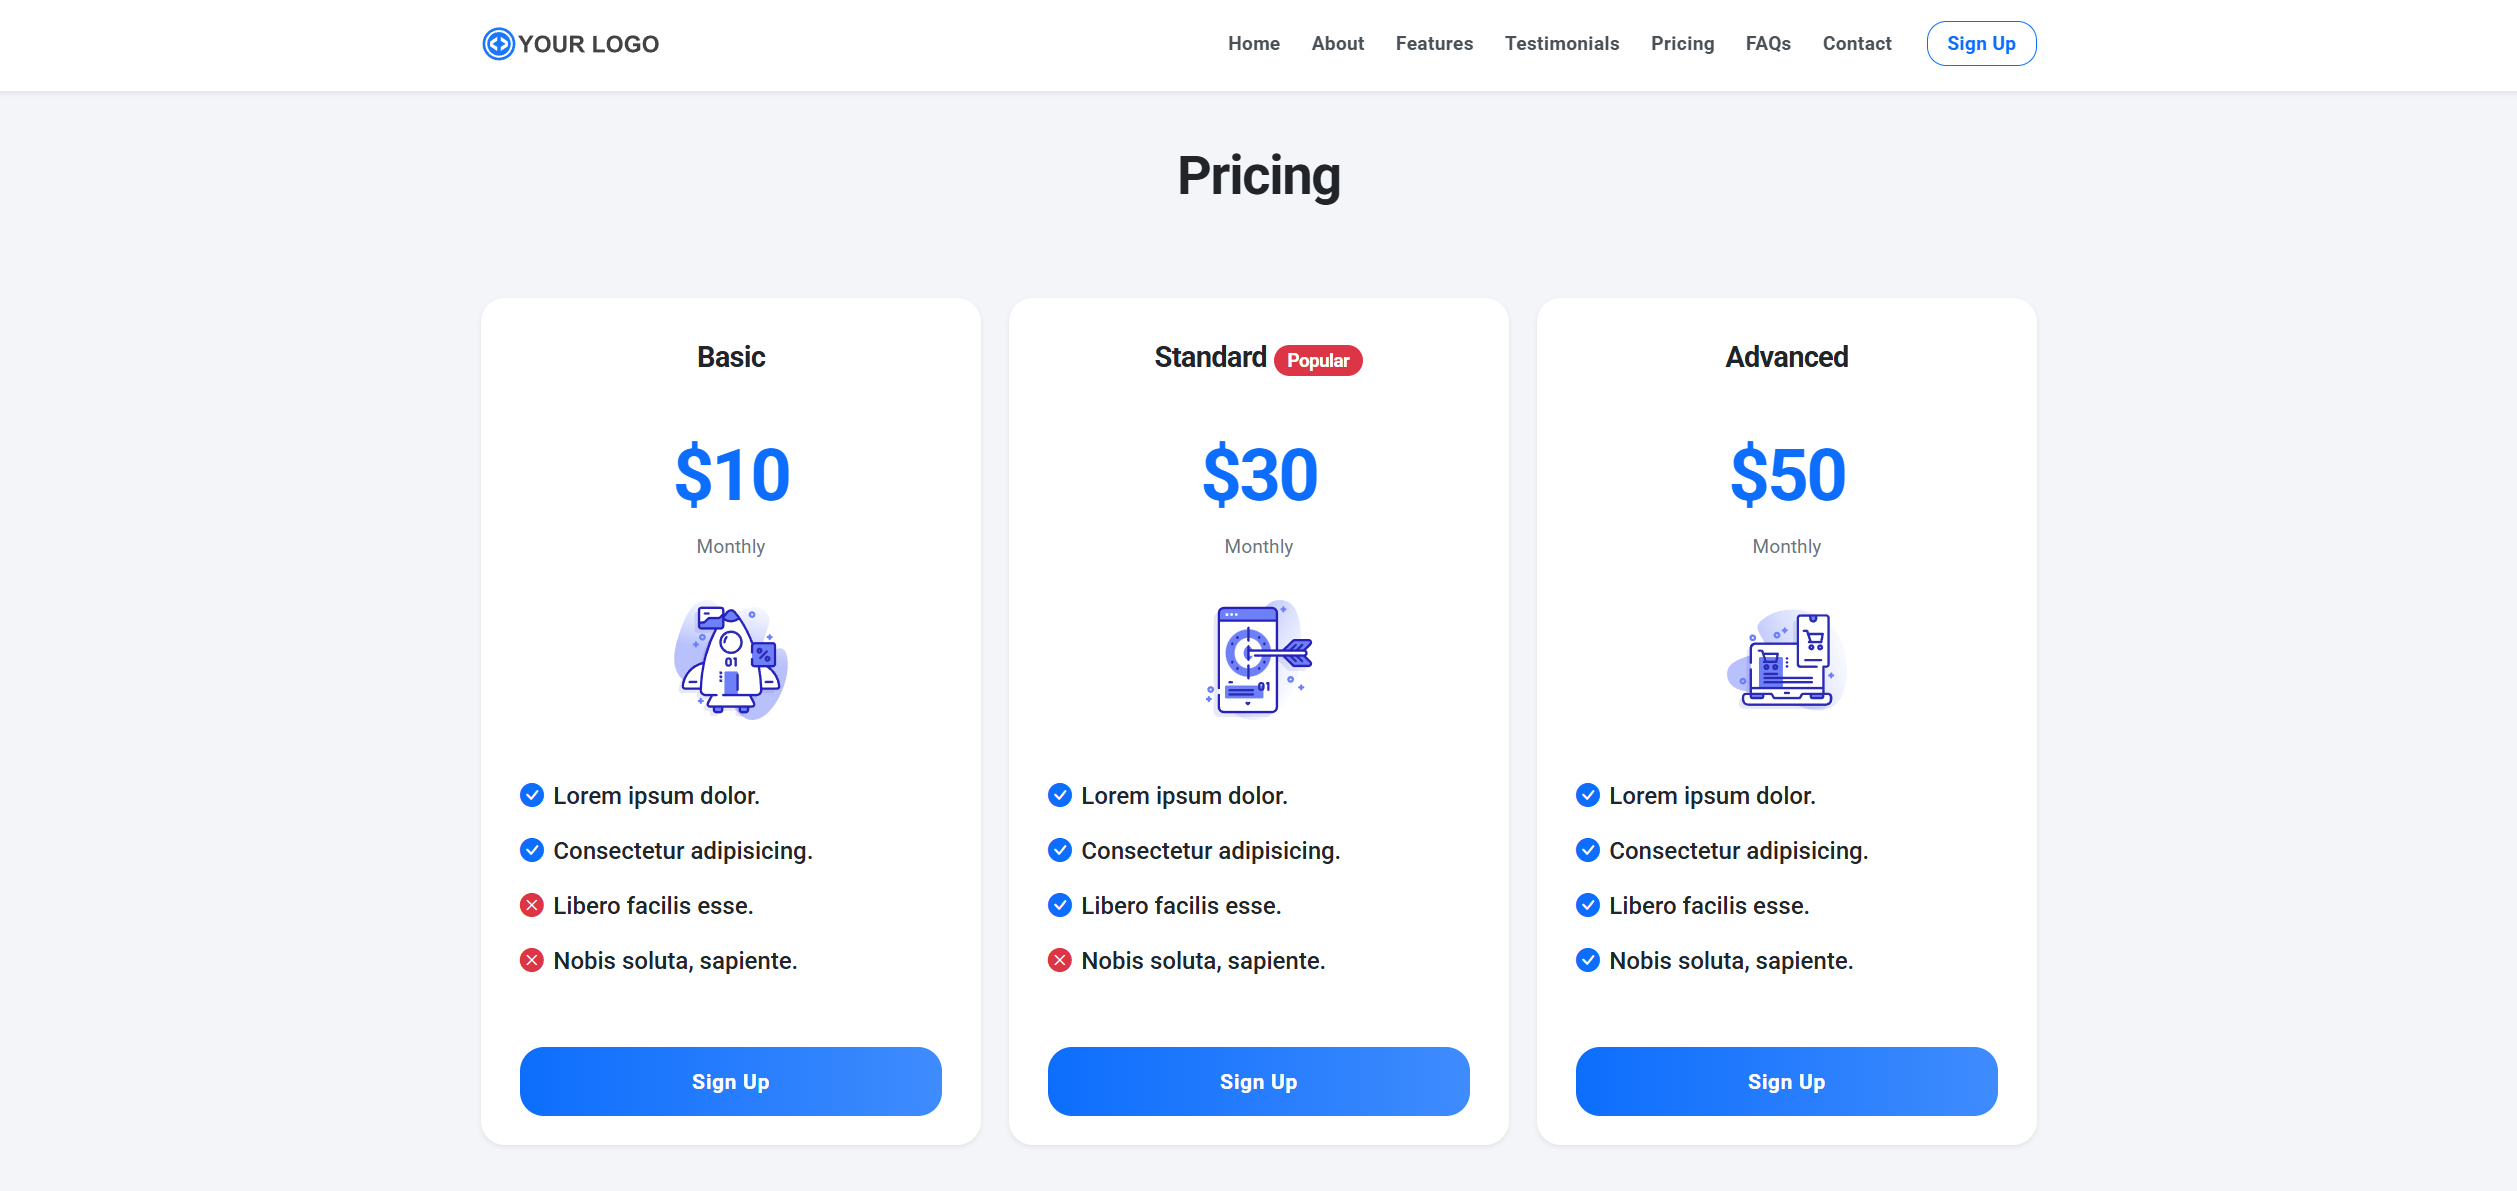 YOUR LOGO
Home About Features Testimonials Pricing FAQs Contact Sign Up
Pricing
Basic
$10
Monthly
01
%
Lorem ipsum dolor.
Consectetur adipisicing.
Libero facilis esse.
Nobis soluta, sapiente.
Sign Up
Standard Popular
$30
Monthly
01
Lorem ipsum dolor.
Consectetur adipisicing.
Libero facilis esse.
Nobis soluta, sapiente.
Sign Up
Advanced
$50
Monthly
Lorem ipsum dolor.
Consectetur adipisicing.
Libero facilis esse.
Nobis soluta, sapiente.
Sign Up